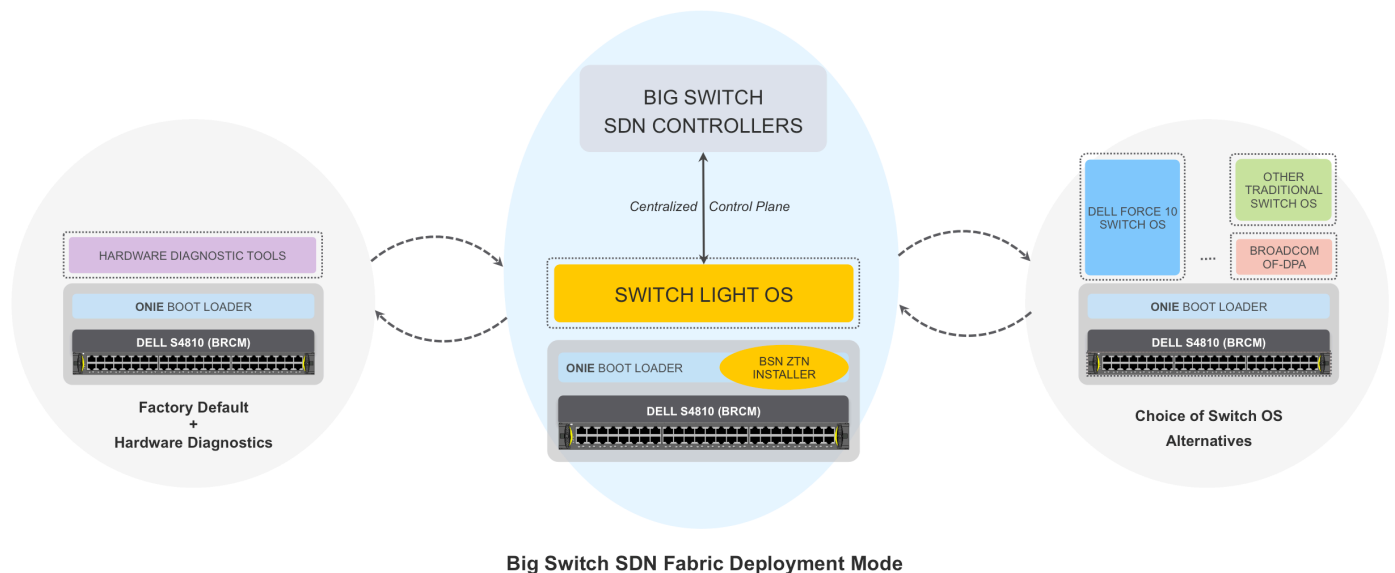 HARDWARE DIAGNOSTIC TOOLS
ONIE BOOT LOADER
DELL S4810 (BRCM)
Factory Default
+
Hardware Diagnostics
BIG SWITCH
SDN CONTROLLERS
Centralized Control Plane
SWITCH LIGHT OS
ONIE BOOT LOADER
BSN ZTN
INSTALLER
DELL S4810 (BRCM)
DELL FORCE 10
SWITCH OS
....
OTHER
TRADITIONAL
SWITCH OS
BROADCOM
OF-DPA
ONIE BOOT LOADER
DELL S4810 (BRCM)
Choice of Switch OS
Alternatives
Big Switch SDN Fabric Deployment Mode